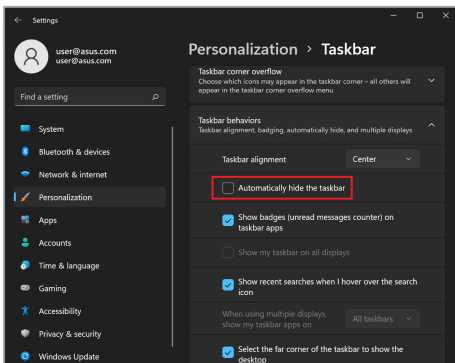 Settings
user@asus.com
user@asus.com
Find a setting
System
Bluetooth & devices
Network & internet
Personalization
Apps
Accounts
Time & language
Gaming
Accessibility
Privacy & security
Windows Update
Personalization > Taskbar
Taskbar corner overflow
Choose which icons may appear in the taskbar corner – all others will
appear in the taskbar corner overflow menu
Taskbar behaviors
Taskbar alignment, badging, automatically hide, and multiple displays
Taskbar alignment
Center
Automatically hide the taskbar
Show badges (unread messages counter) on
taskbar apps
Show my taskbar on all displays
Show recent searches when I hover over the search
icon
When using multiple displays,
show my taskbar apps on
All taskbars
Select the far corner of the taskbar to show the
desktop